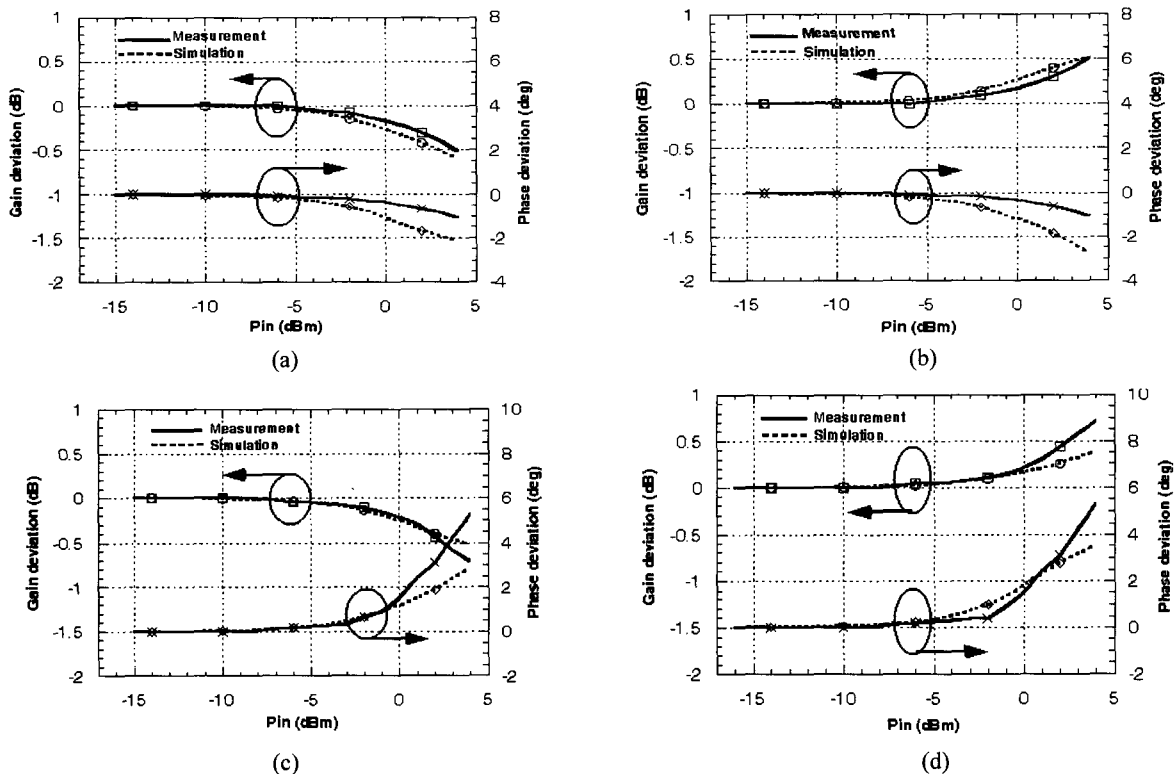 Measurement
Simulation
Gain deviation (dB)
1
0.5
0
-0.5
-1
-1.5
-2
8
6
4
2
0
-2
-4
Phase deviation (deg)
-15 -10 -5 0 5
Pin (dBm)
(a)
Measurement
Simulation
Gain deviation (dB)
1
0.5
0
-0.5
-1
-1.5
-2
8
6
4
2
0
-2
-4
Phase deviation (deg)
-15 -10 -5 0 5
Pin (dBm)
(b)
Measurement
Simulation
Gain deviation (dB)
1
0.5
0
-0.5
-1
-1.5
-2
10
8
6
4
2
0
-2
Phase deviation (deg)
-15 -10 -5 0 5
Pin (dBm)
(c)
Measurement
Simulation
Gain deviation (dB)
1
0.5
0
-0.5
-1
-1.5
-2
10
8
6
4
2
0
-2
Phase deviation (deg)
-15 -10 -5 0 5
Pin (dBm)
(d)